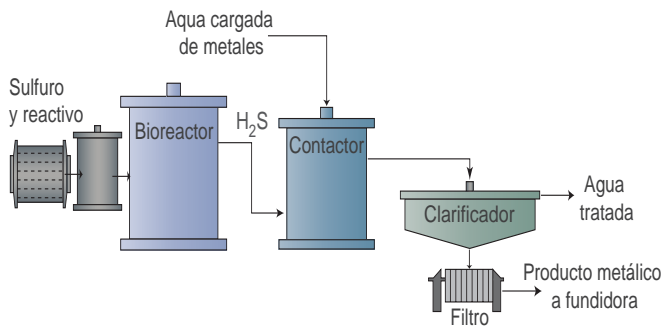 Aqua cargada
de metales
Sulfuro
y reactivo
Bioreactor
H₂S
Contactor
Clarificador
Agua
tratada
Filtro
Producto metálico
a fundidora